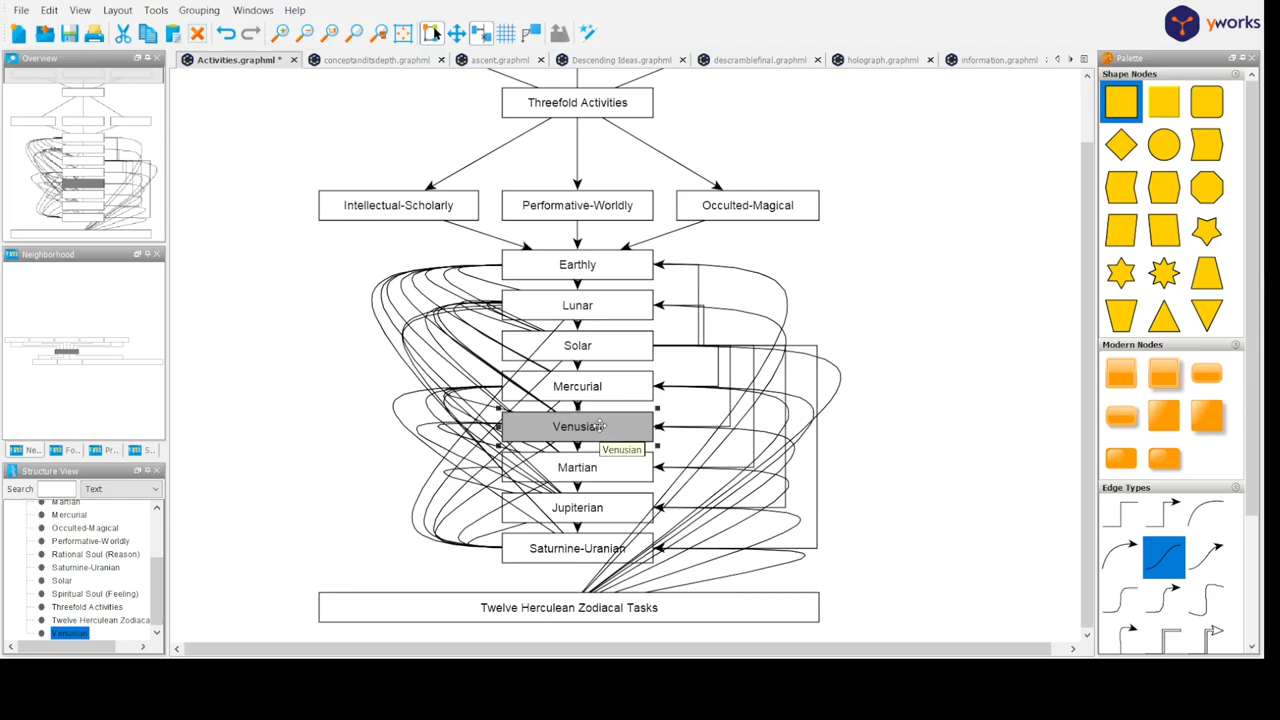 File Edit View Layout Tools Grouping Windows Help
yworks
Overview
Activities.graphml * conceptanditsdepth.graphml ascent.graphml Descending Ideas.graphml descramblefinal.graphml holograph.graphml information.graphml
Palette
Shape Nodes
Threefold Activities
Intellectual-Scholarly Performative-Worldly Occulted-Magical
Neighborhood
Earthly
Lunar
Solar
Modern Nodes
Mercurial
Venusian
Venusian
Ne... Fo... Pr... S...
Martian
Structure View
Search Text
Edge Types
Martian
Mercurial
Occulted-Magical
Performative-Worldly
Rational Soul (Reason)
Saturnine-Uranian
Solar
Spiritual Soul (Feeling)
Threefold Activities
Twelve Herculean Zodiaca
Venusian
Jupiterian
Saturnine-Uranian
Twelve Herculean Zodiacal Tasks